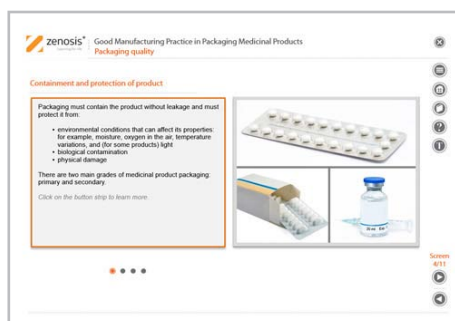 zenosis®
Good Manufacturing Practice in Packaging Medicinal Products
Packaging quality
Containment and protection of product
Packaging must contain the product without leakage and must
protect it from:
• environmental conditions that can affect its properties:
for example, moisture, oxygen in the air, temperature
variations, and (for some products) light
• biological contamination
• physical damage
There are two main grades of medicinal product packaging:
primary and secondary.
Click on the button strip to learn more.
Screen
4/11